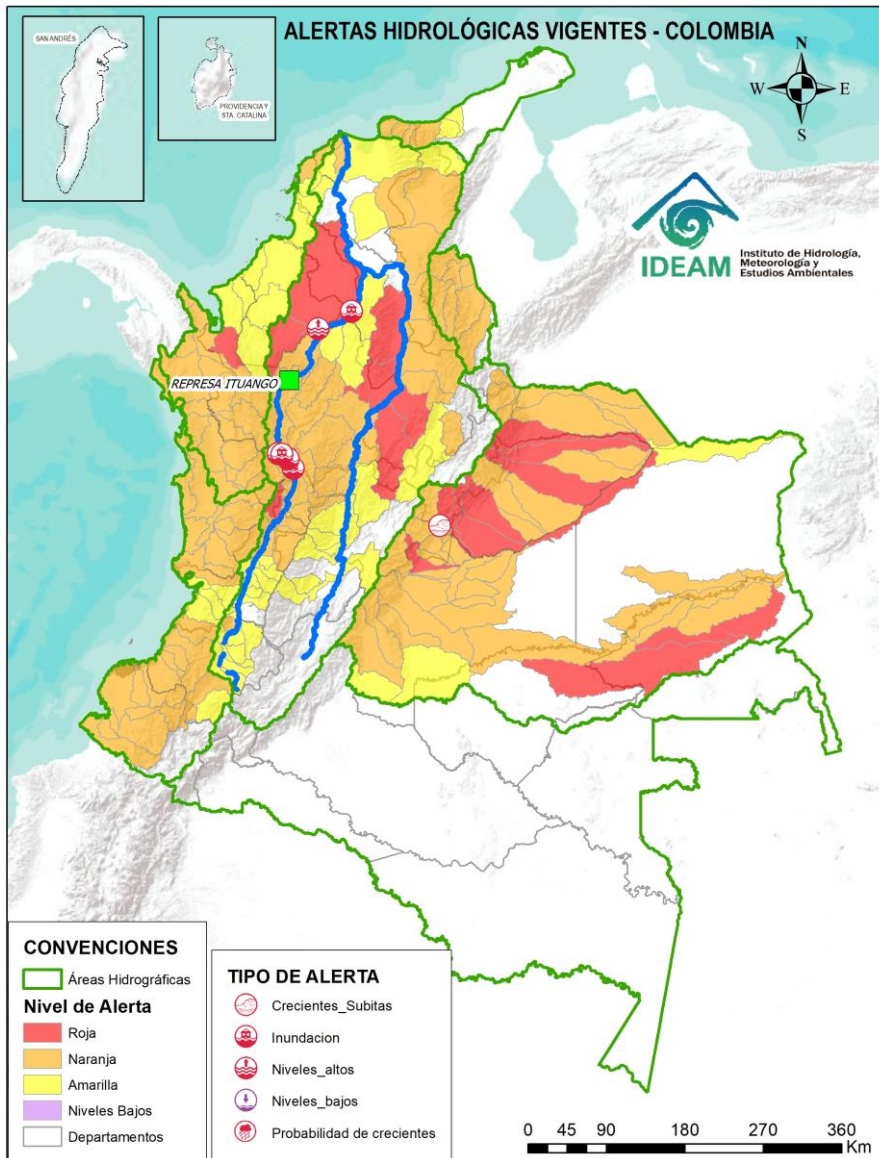 ALERTAS HIDROLÓGICAS VIGENTES - COLOMBIA
SAN ANDRÉS
PROVIDENCIA Y
STA. CATALINA
N
W E
S
IDEAM
Instituto de Hidrología,
Meteorología y
Estudios Ambientales
REPRESA ITUANGO
CONVENCIONES
Áreas Hidrográficas
Nivel de Alerta
Roja
Naranja
Amarilla
Niveles Bajos
Departamentos
TIPO DE ALERTA
Crecientes_Subitas
Inundacion
Niveles_altos
Niveles_bajos
Probabilidad de crecientes
0 45 90 180 270 360
Km